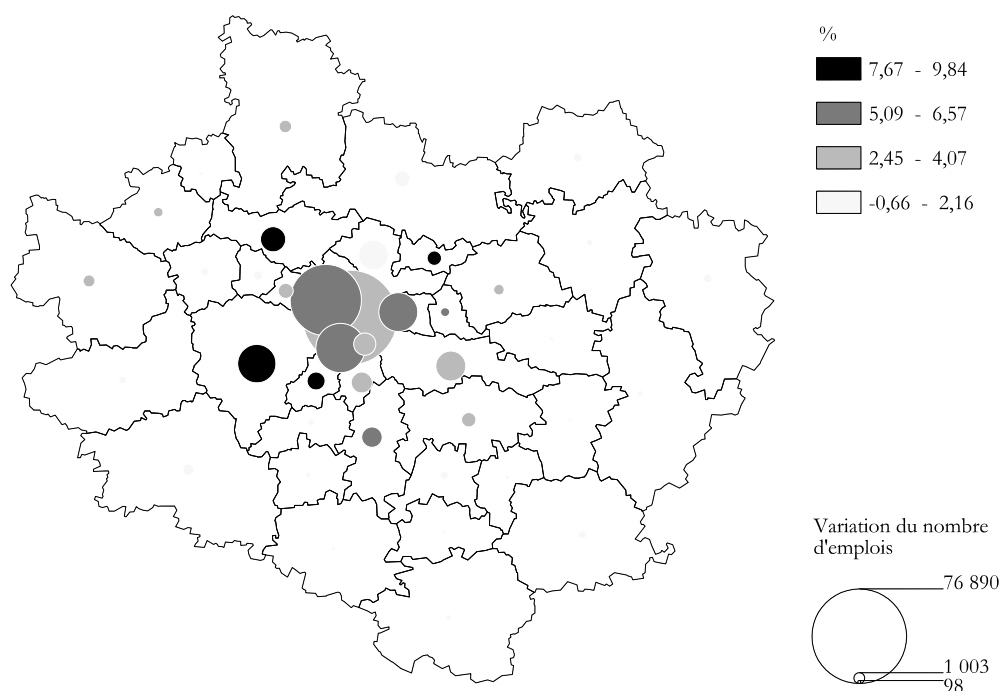 %
7,67 - 9,84
5,09 - 6,57
2,45 - 4,07
-0,66 - 2,16
Variation du nombre
d'emplois
76 890
1 003
98